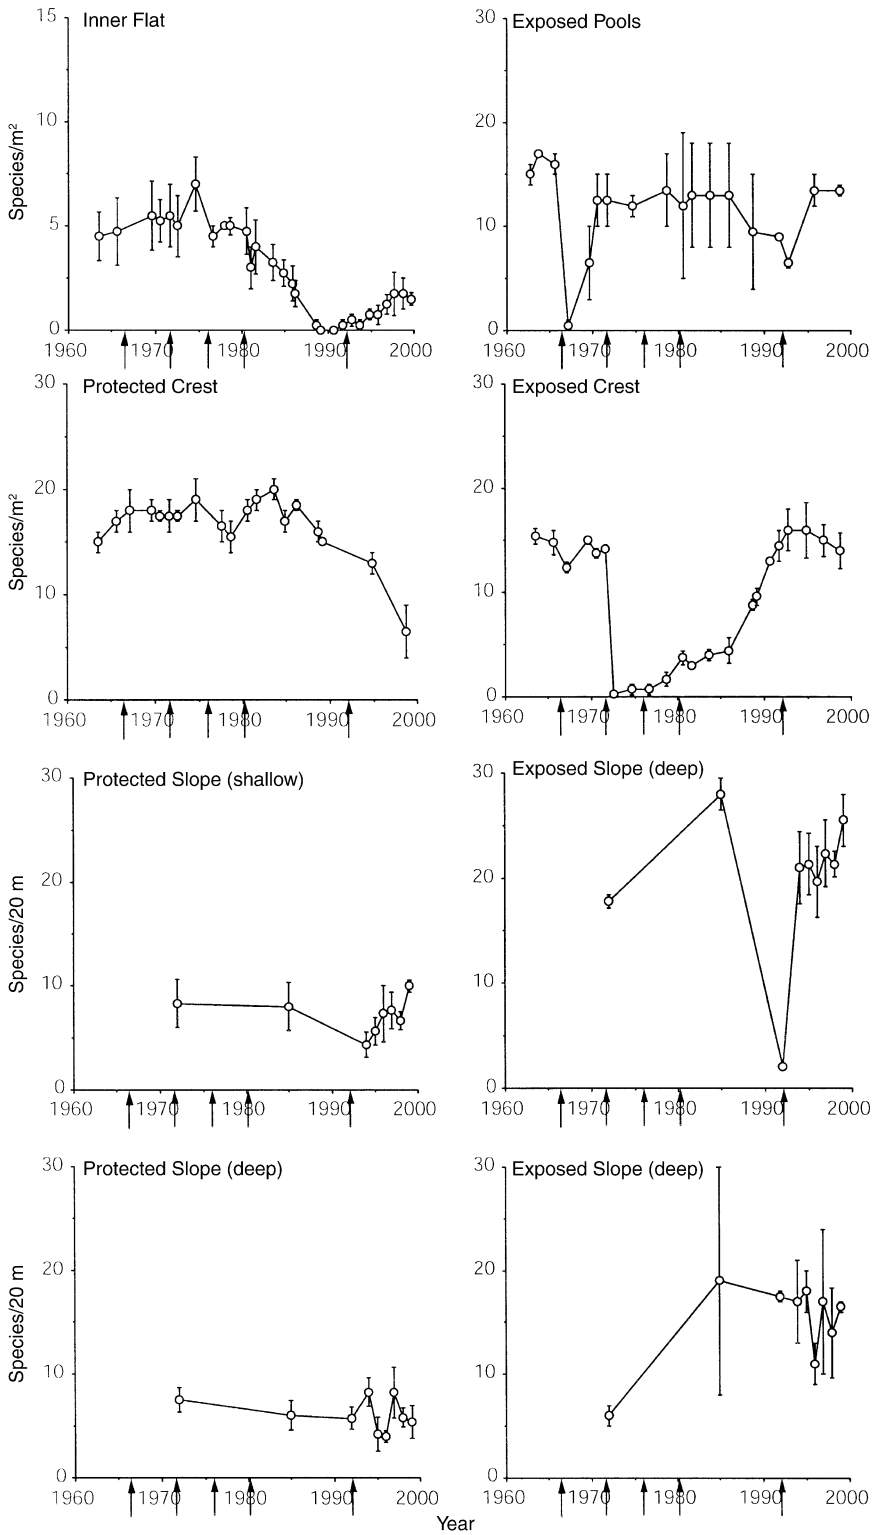 Inner Flat
Exposed Pools
15
10
5
0
Species/m²
1960 1970 1980 1990 2000
30
20
10
0
1960 1970 1980 1990 2000
Protected Crest
Exposed Crest
30
20
10
0
Species/m²
1960 1970 1980 1990 2000
30
20
10
0
1960 1970 1980 1990 2000
Protected Slope (shallow)
Exposed Slope (deep)
30
20
10
0
Species/20 m
1960 1970 1980 1990 2000
30
20
10
0
1960 1970 1980 1990 2000
Protected Slope (deep)
Exposed Slope (deep)
30
20
10
0
Species/20 m
1960 1970 1980 1990 2000
30
20
10
0
1960 1970 1980 1990 2000
Year